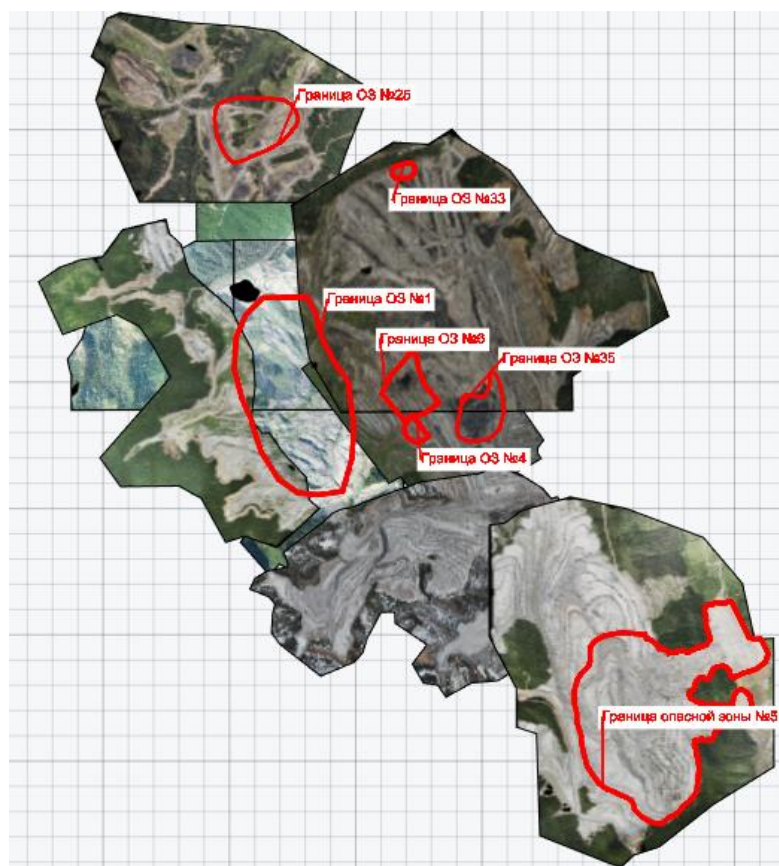 Граница ОЗ №25
Граница ОЗ №33
Граница ОЗ №1
Граница ОЗ №6
Граница ОЗ №35
Граница ОЗ №4
Граница опасной зоны №5